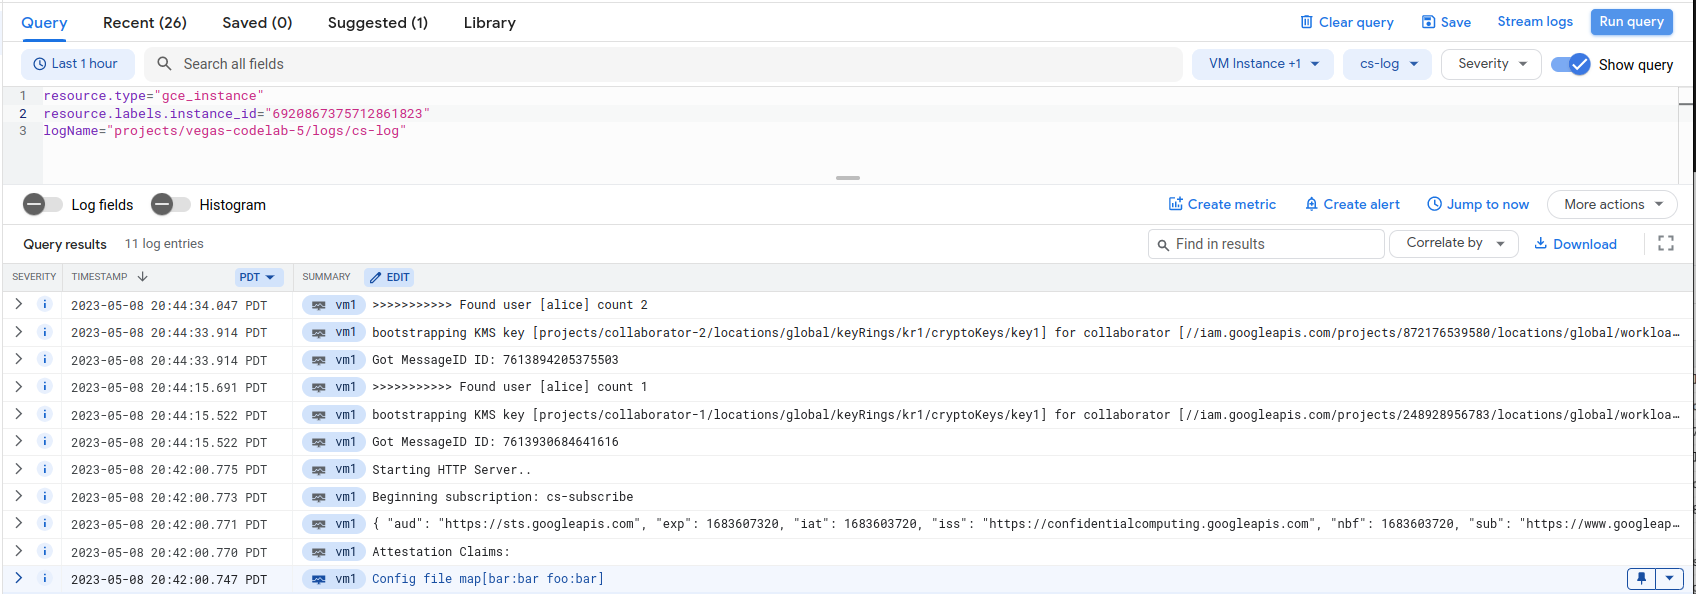 Query Recent (26) Saved (0) Suggested (1) Library Clear query Save Stream logs Run query
Last 1 hour Search all fields VM Instance +1 cs-log Severity Show query
1 resource.type="gce_instance"
2 resource.labels.instance_id="6920867375712861823"
3 logName="projects/vegas-codelab-5/logs/cs-log"
Log fields Histogram Create metric Create alert Jump to now More actions
Query results 11 log entries Find in results Correlate by Download
SEVERITY TIMESTAMP PDT SUMMARY EDIT
2023-05-08 20:44:34.047 PDT vm1 >>>>>>>>>>> Found user [alice] count 2
2023-05-08 20:44:33.914 PDT vm1 bootstrapping KMS key [projects/collaborator-2/locations/global/keyRings/kr1/cryptoKeys/key1] for collaborator [//iam.googleapis.com/projects/872176539580/locations/global/workloa…
2023-05-08 20:44:33.914 PDT vm1 Got MessageID ID: 7613894205375503
2023-05-08 20:44:15.691 PDT vm1 >>>>>>>>>>> Found user [alice] count 1
2023-05-08 20:44:15.522 PDT vm1 bootstrapping KMS key [projects/collaborator-1/locations/global/keyRings/kr1/cryptoKeys/key1] for collaborator [//iam.googleapis.com/projects/248928956783/locations/global/workloa…
2023-05-08 20:44:15.522 PDT vm1 Got MessageID ID: 7613930684641616
2023-05-08 20:42:00.775 PDT vm1 Starting HTTP Server..
2023-05-08 20:42:00.773 PDT vm1 Beginning subscription: cs-subscribe
2023-05-08 20:42:00.771 PDT vm1 { "aud": "https://sts.googleapis.com", "exp": 1683607320, "iat": 1683603720, "iss": "https://confidentialcomputing.googleapis.com", "nbf": 1683603720, "sub": "https://www.googleap…
2023-05-08 20:42:00.770 PDT vm1 Attestation Claims:
2023-05-08 20:42:00.747 PDT vm1 Config file map[bar:bar foo:bar]